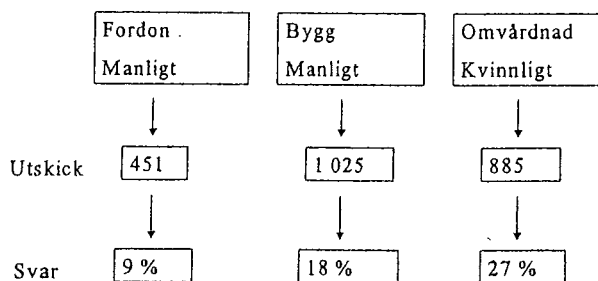 Fordon
Manligt
Bygg
Manligt
Omvårdnad
Kvinnligt
Utskick 451 1 025 885
Svar 9 % 18 % 27 %